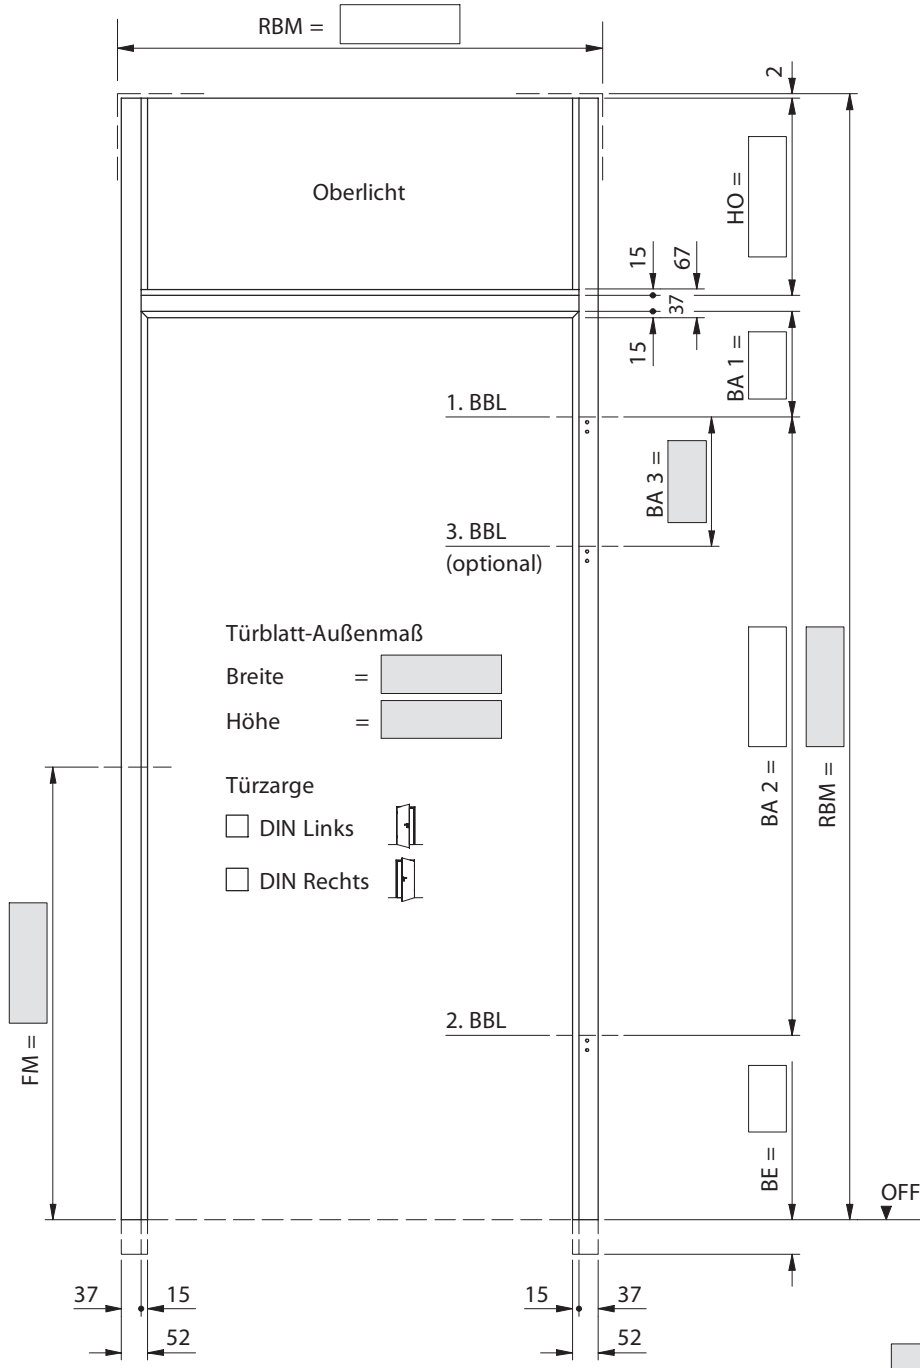 RBM =
2
HO =
Oberlicht
15
67
37
15
BA 1 =
1. BBL
BA 3 =
3. BBL
(optional)
Türblatt-Außenmaß
Breite =
Höhe =
BA 2 =
RBM =
Türzarge
DIN Links
DIN Rechts
FM =
2. BBL
BE =
OFF
37 15
15 37
52
52